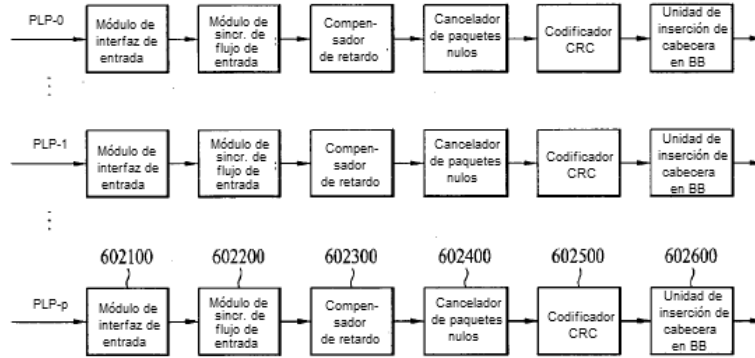 PLP-0
Módulo de
interfaz de
entrada
Módulo de
sincr. de
flujo de
entrada
Compen-
sador
de retardo
Cancelador
de paquetes
nulos
Codificador
CRC
Unidad de
inserción de
cabecera
en BB
PLP-1
Módulo de
interfaz de
entrada
Módulo de
sincr. de
flujo de
entrada
Compen-
sador
de retardo
Cancelador
de paquetes
nulos
Codificador
CRC
Unidad de
inserción de
cabecera
en BB
602100
602200
602300
602400
602500
602600
PLP-p
Módulo de
interfaz de
entrada
Módulo de
sincr. de
flujo de
entrada
Compen-
sador
de retardo
Cancelador
de paquetes
nulos
Codificador
CRC
Unidad de
inserción de
cabecera
en BB